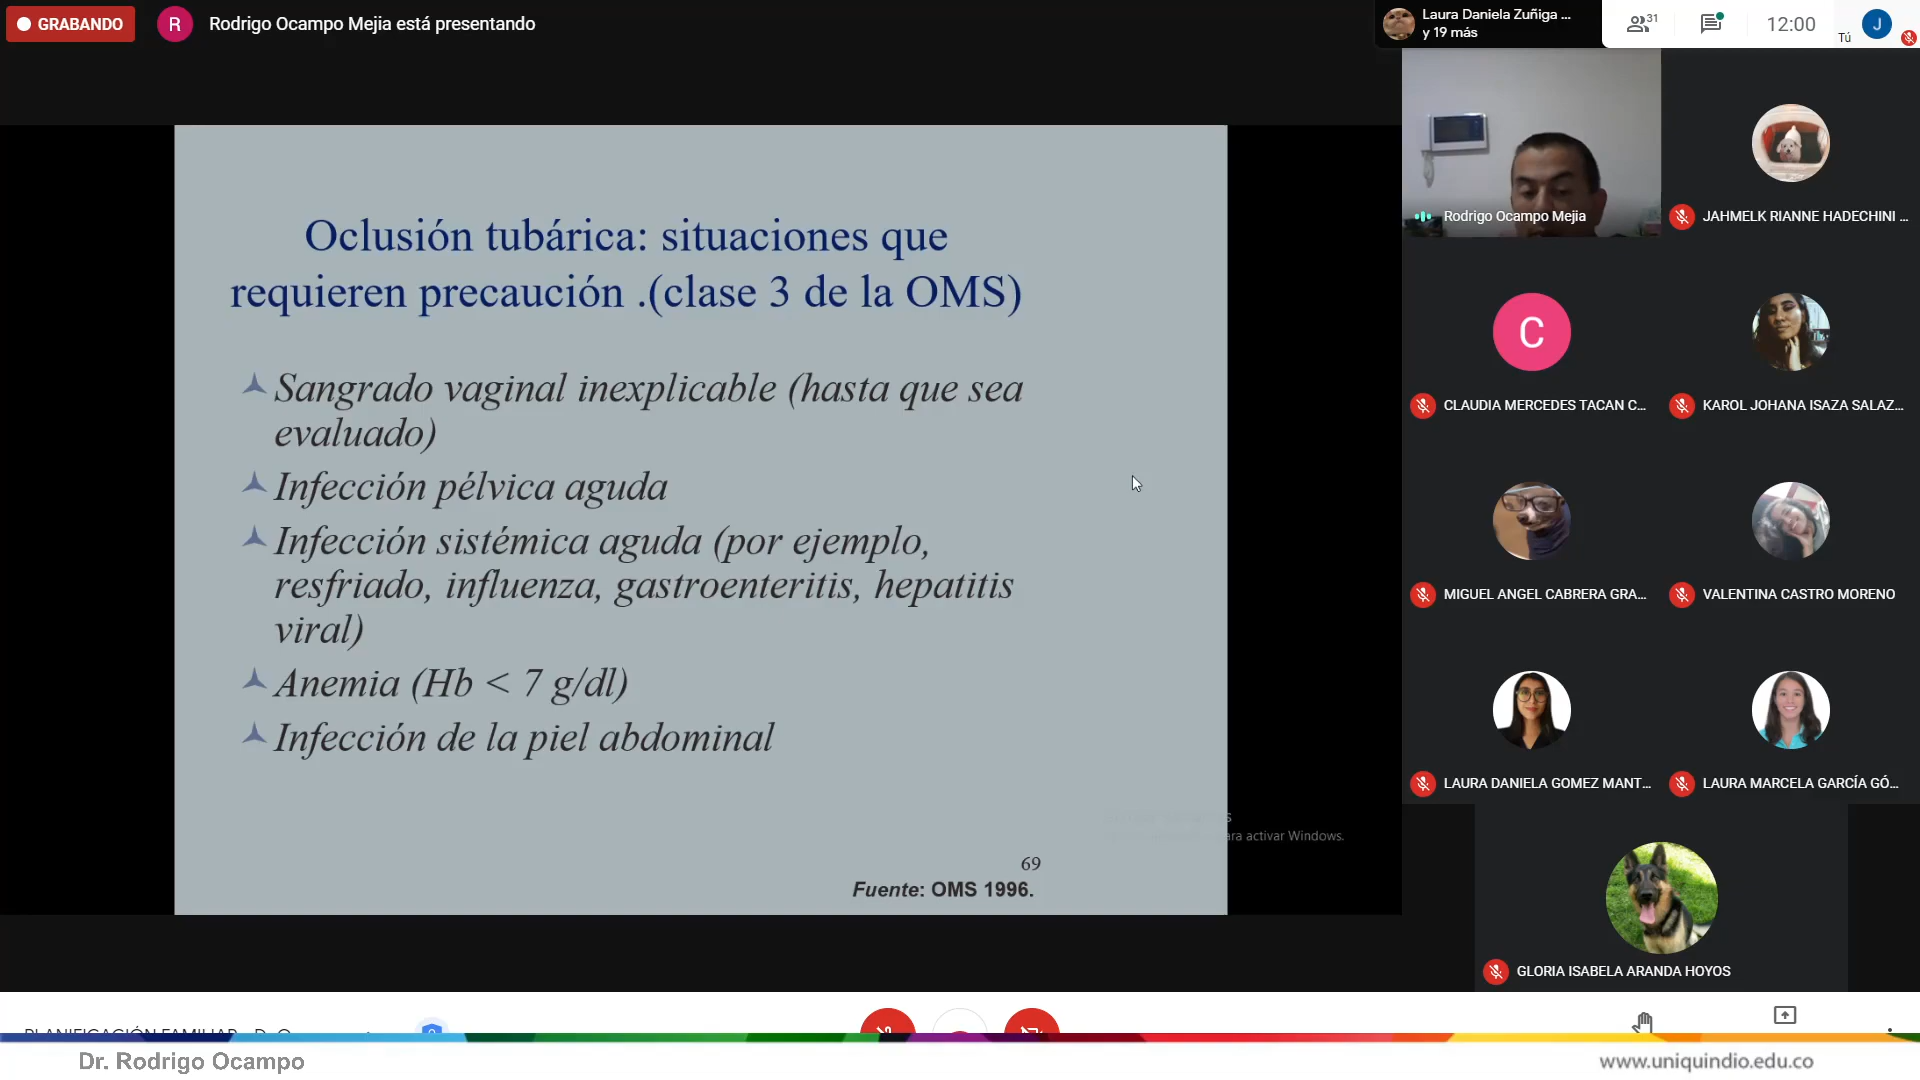 GRABANDO
R
Rodrigo Ocampo Mejia está presentando
Laura Daniela Zuñiga ...
y 19 más
31
12:00
Tú
J
Oclusión tubárica: situaciones que
requieren precaución .(clase 3 de la OMS)
Sangrado vaginal inexplicable (hasta que sea
evaluado)
Infección pélvica aguda
Infección sistémica aguda (por ejemplo,
resfriado, influenza, gastroenteritis, hepatitis
viral)
Anemia (Hb < 7 g/dl)
Infección de la piel abdominal
69
Fuente: OMS 1996.
para activar Windows.
Rodrigo Ocampo Mejia
JAHMELK RIANNE HADECHINI ...
C
CLAUDIA MERCEDES TACAN C...
KAROL JOHANA ISAZA SALAZ...
MIGUEL ANGEL CABRERA GRA...
VALENTINA CASTRO MORENO
LAURA DANIELA GOMEZ MANT...
LAURA MARCELA GARCÍA GÓ...
GLORIA ISABELA ARANDA HOYOS
PLANIFICACIÓN FAMILIAR
Dr. Rodrigo Ocampo
www.uniquindio.edu.co